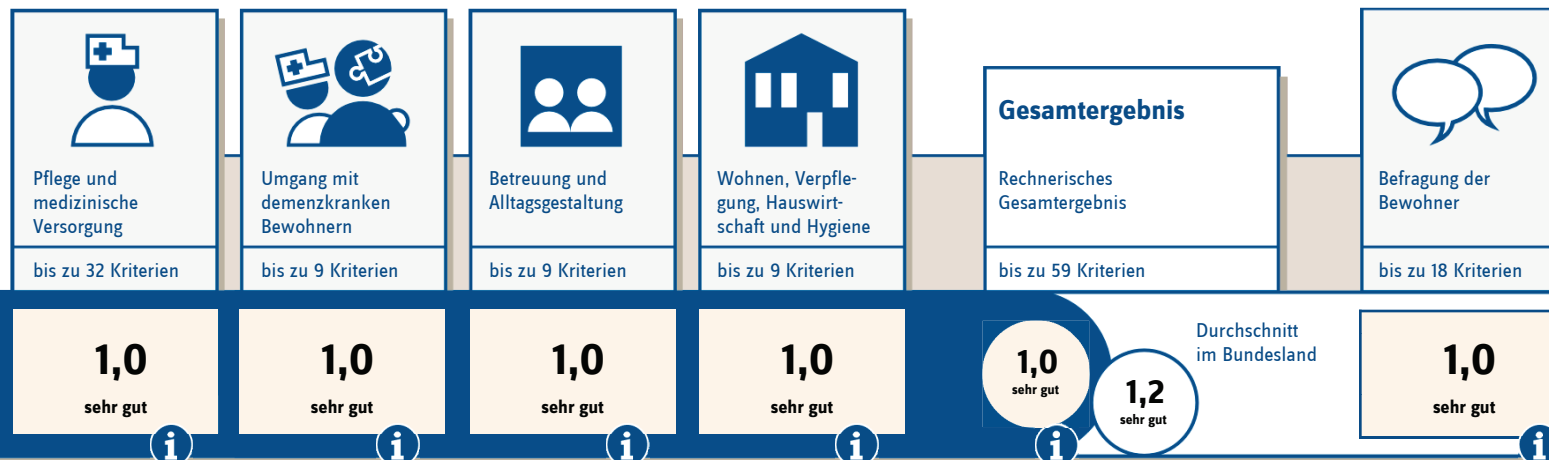 Pflege und
medizinische
Versorgung
bis zu 32 Kriterien
1,0
sehr gut
i
Umgang mit
demenzkranken
Bewohnern
bis zu 9 Kriterien
1,0
sehr gut
i
Betreuung und
Alltagsgestaltung
bis zu 9 Kriterien
1,0
sehr gut
i
Wohnen, Verpfle-
gung, Hauswirt-
schaft und Hygiene
bis zu 9 Kriterien
1,0
sehr gut
i
Gesamtergebnis
Rechnerisches
Gesamtergebnis
bis zu 59 Kriterien
1,0
sehr gut
i
Durchschnitt
im Bundesland
1,2
sehr gut
Befragung der
Bewohner
bis zu 18 Kriterien
1,0
sehr gut
i